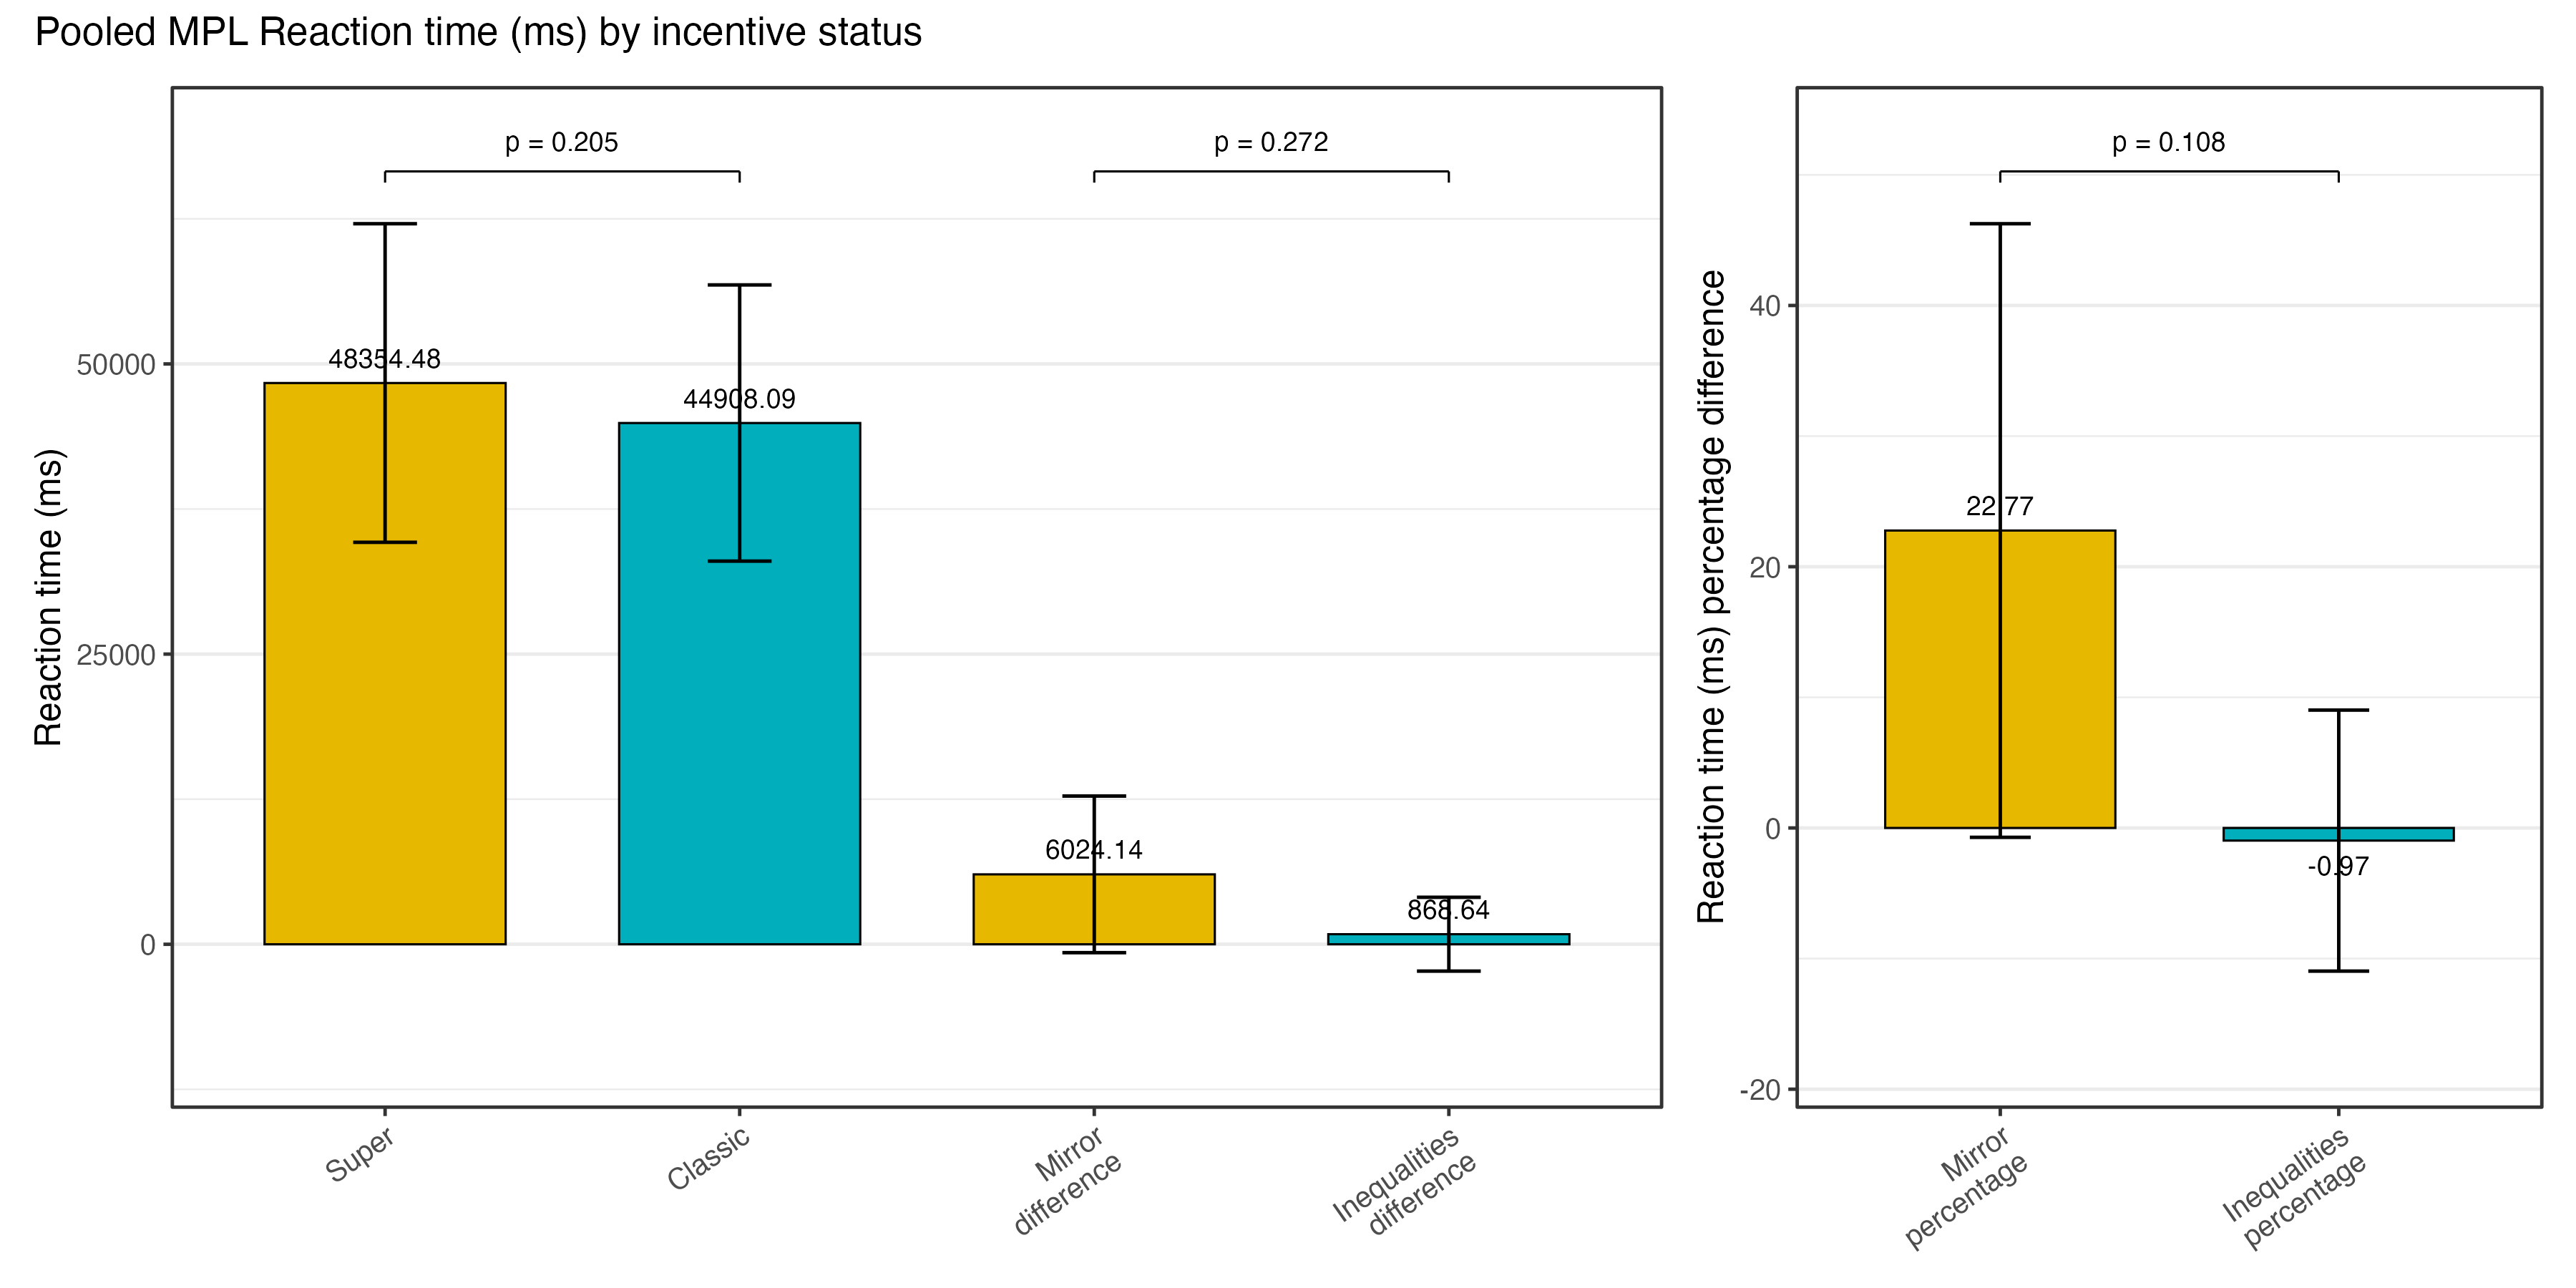 Pooled MPL Reaction time (ms) by incentive status
Reaction time (ms)
50000
25000
0
p = 0.205
p = 0.272
48354.48
44908.09
6024.14
868.64
Super
Classic
Mirror
difference
Inequalities
difference
Reaction time (ms) percentage difference
40
20
0
-20
p = 0.108
22.77
-0.97
Mirror
percentage
Inequalities
percentage